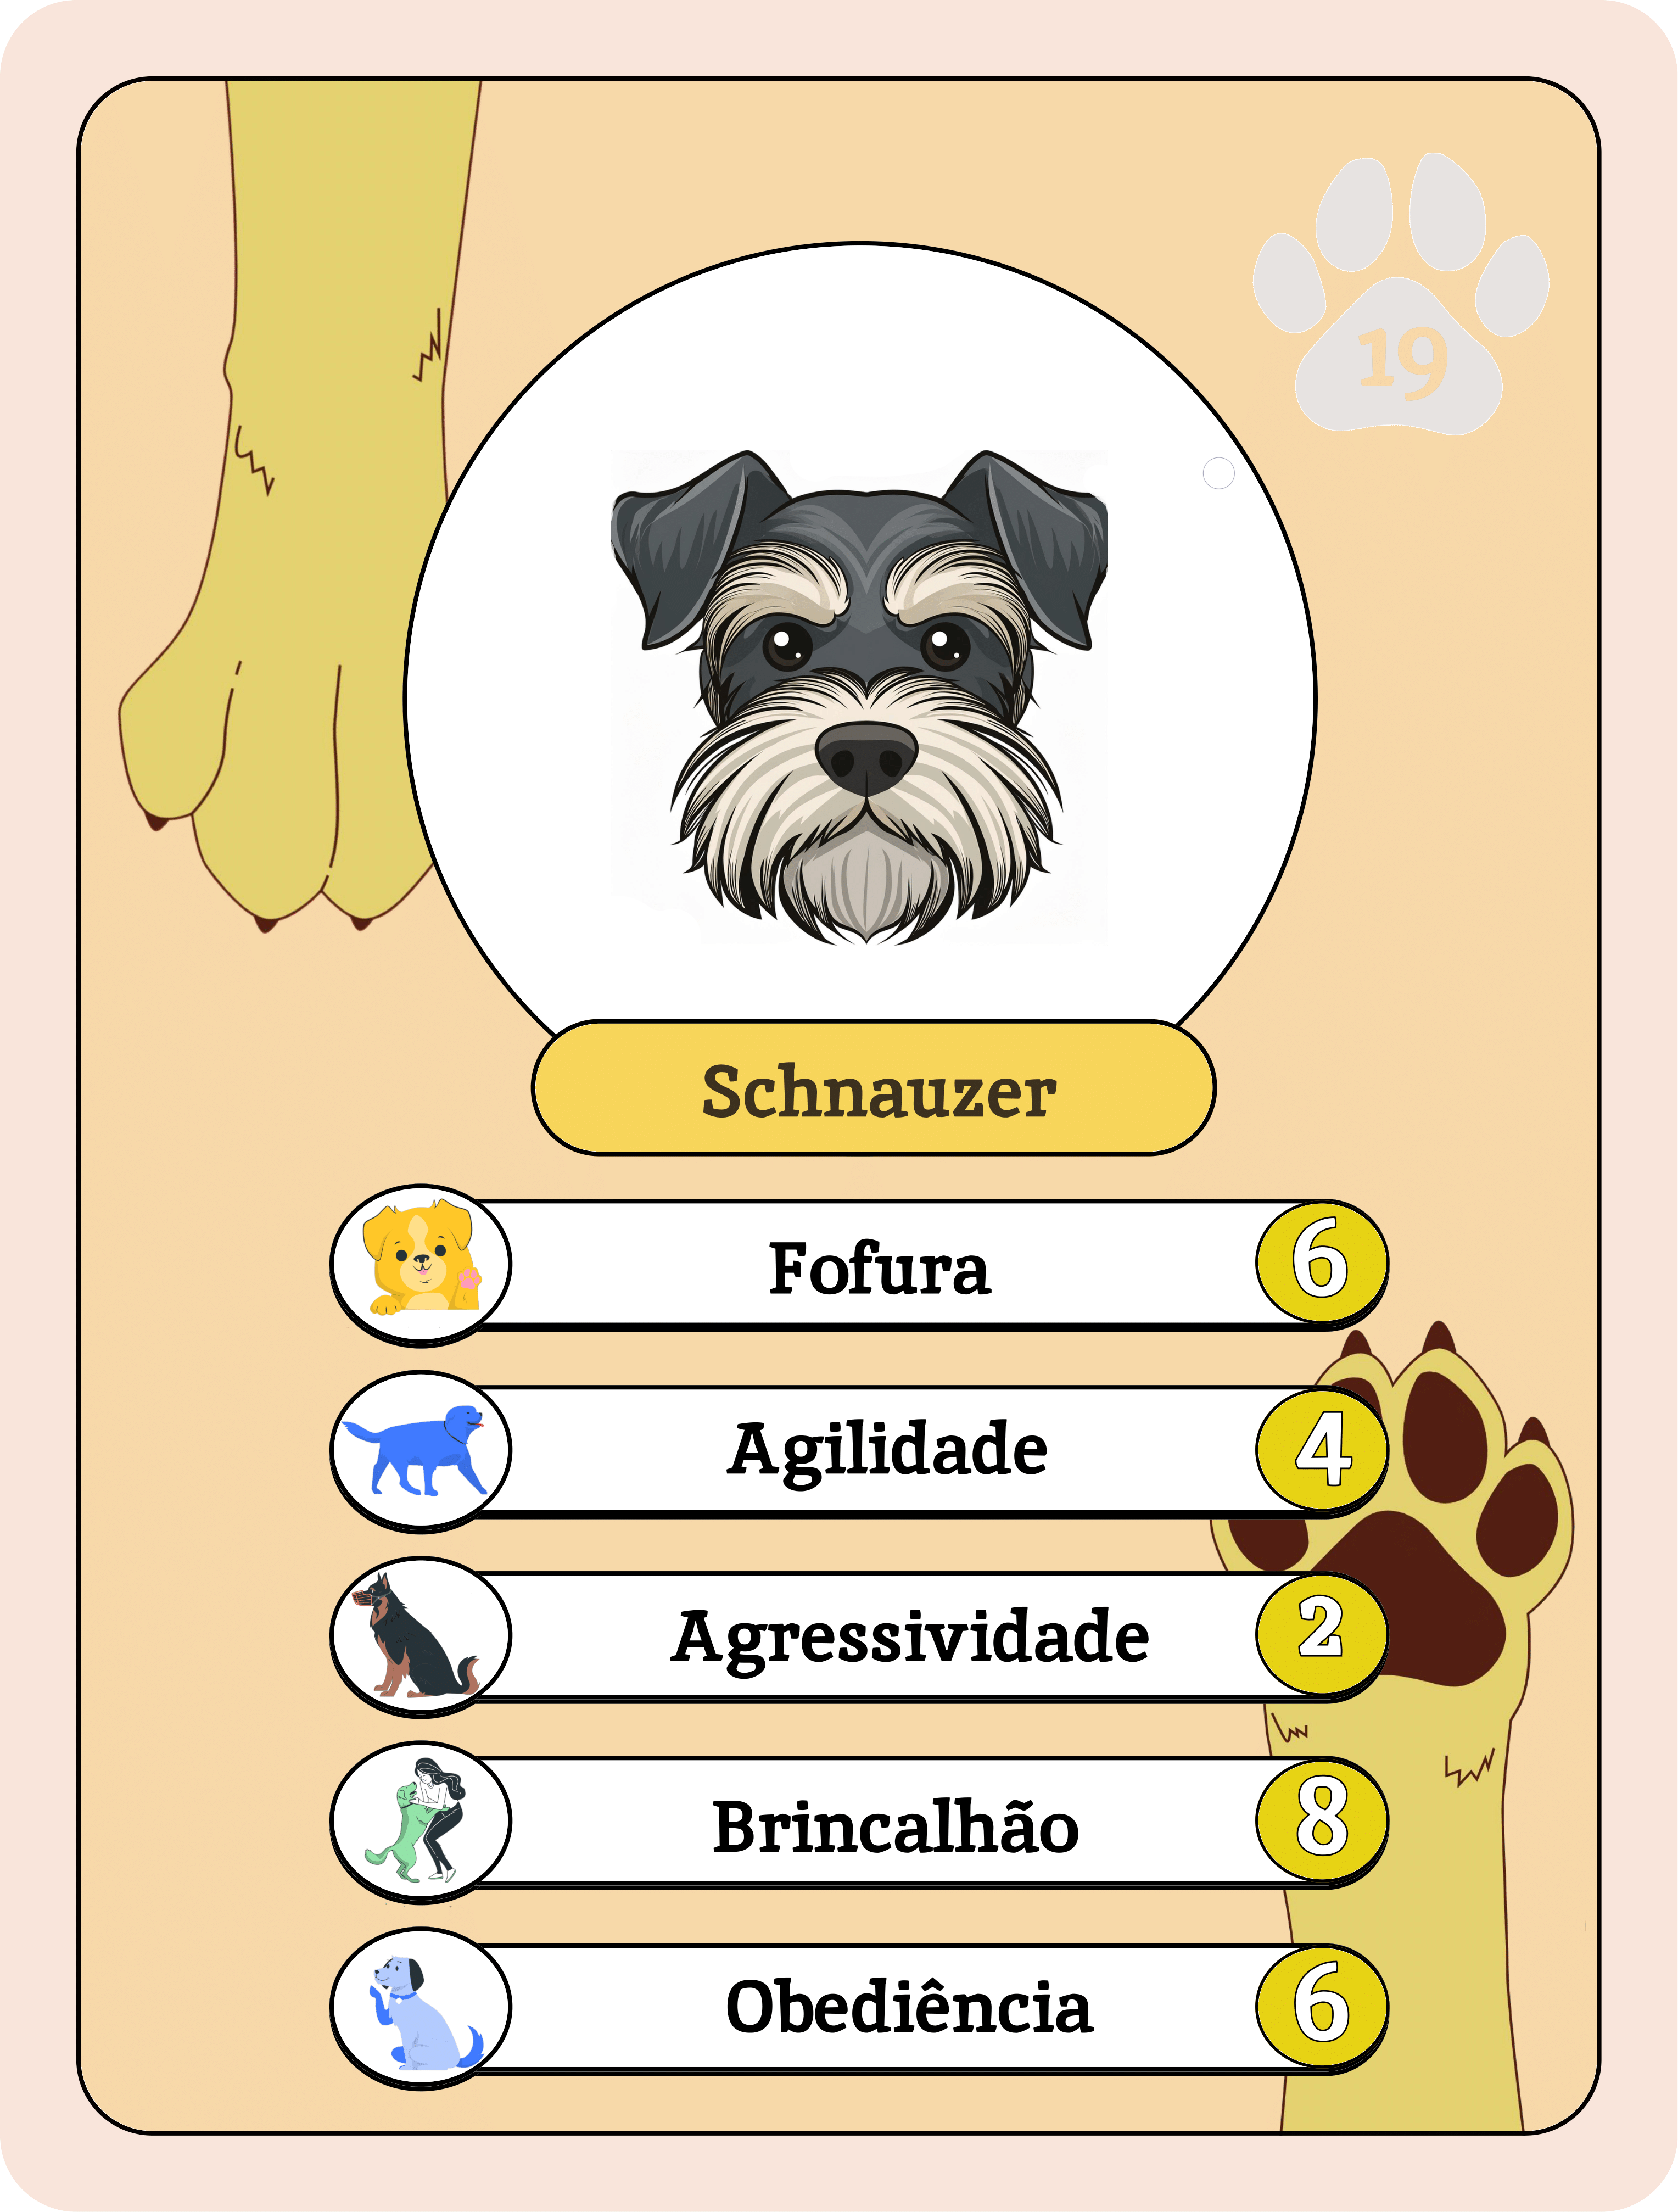 19
Schnauzer
Fofura 6
Agilidade 4
Agressividade 2
Brincalhão 8
Obediência 6